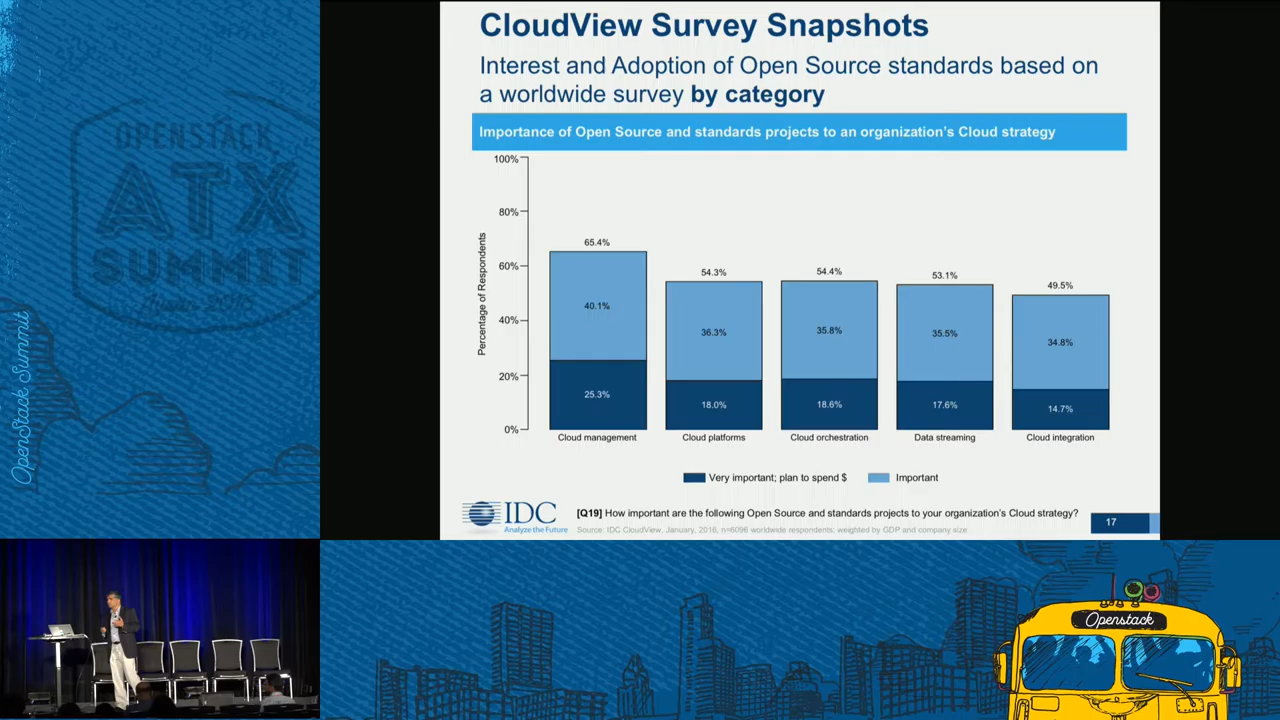 CloudView Survey Snapshots
Interest and Adoption of Open Source standards based on
a worldwide survey by category
Importance of Open Source and standards projects to an organization's Cloud strategy
Percentage of Respondents
100%
80%
60%
40%
20%
0%
65.4%
40.1%
25.3%
54.3%
36.3%
18.0%
54.4%
35.8%
18.6%
53.1%
35.5%
17.6%
49.5%
34.8%
14.7%
Cloud management
Cloud platforms
Cloud orchestration
Data streaming
Cloud integration
Very important; plan to spend $
Important
IDC
Analyze the Future
[Q19] How important are the following Open Source and standards projects to your organization's Cloud strategy?
Source: IDC CloudView, January, 2016, n=6096 worldwide respondents: weighted by GDP and company size
17
OPENSTACK
ATX
SUMMIT
OpenStack Summit
Openstack